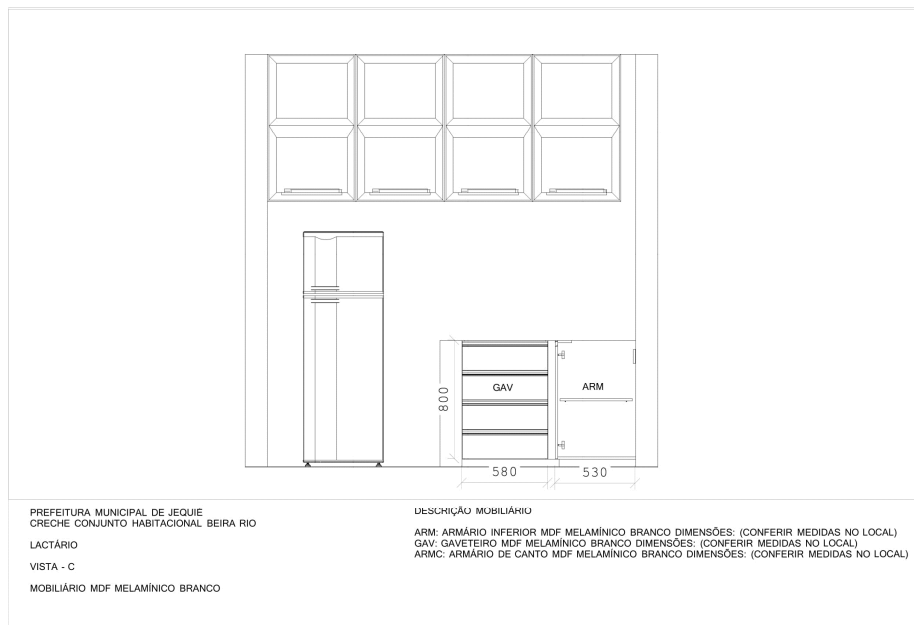 GAV
ARM
800
580
530
PREFEITURA MUNICIPAL DE JEQUIE
CRECHE CONJUNTO HABITACIONAL BEIRA RIO
LACTÁRIO
VISTA - C
MOBILIÁRIO MDF MELAMÍNICO BRANCO
DESCRIÇÃO MOBILIÁRIO
ARM: ARMÁRIO INFERIOR MDF MELAMÍNICO BRANCO DIMENSÕES: (CONFERIR MEDIDAS NO LOCAL)
GAV: GAVETEIRO MDF MELAMÍNICO BRANCO DIMENSÕES: (CONFERIR MEDIDAS NO LOCAL)
ARMC: ARMÁRIO DE CANTO MDF MELAMÍNICO BRANCO DIMENSÕES: (CONFERIR MEDIDAS NO LOCAL)